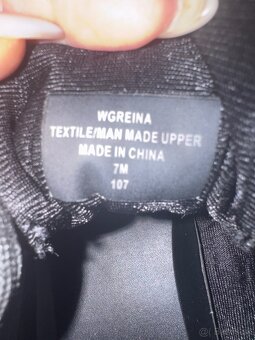 WGREINA
TEXTILE/MAN MADE UPPER
MADE IN CHINA
7M
107